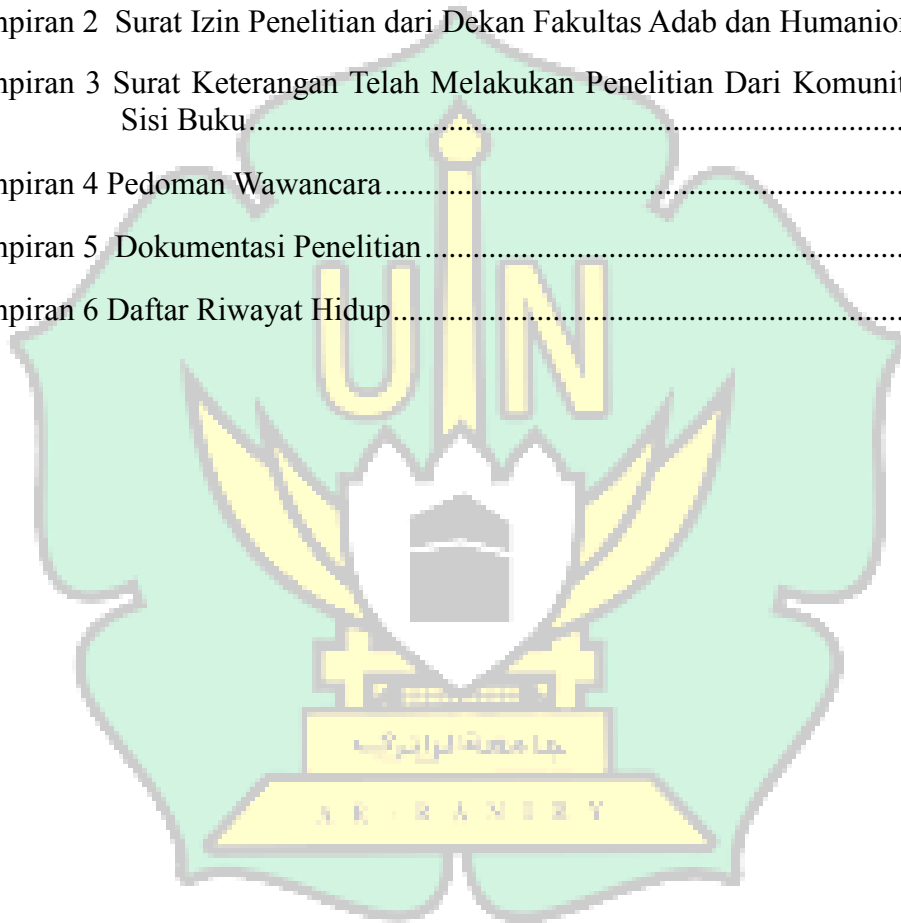 mpiran 2 Surat Izin Penelitian dari Dekan Fakultas Adab dan Humanior
mpiran 3 Surat Keterangan Telah Melakukan Penelitian Dari Komunit
Sisi Buku
mpiran 4 Pedoman Wawancara
mpiran 5 Dokumentasi Penelitian
mpiran 6 Daftar Riwayat Hidup
UIN
جامعة الرانيري
AR-RANIRY